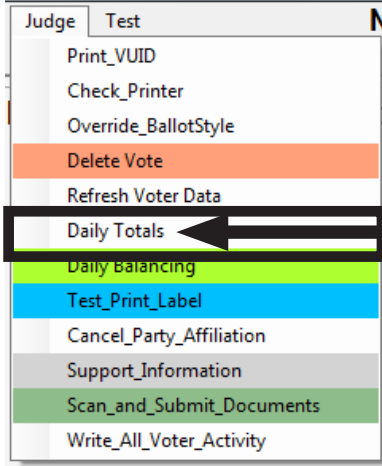 Judge Test
Print_VUID
Check_Printer
Override_BallotStyle
Delete Vote
Refresh Voter Data
Daily Totals
Daily Balancing
Test_Print_Label
Cancel_Party_Affiliation
Support_Information
Scan_and_Submit_Documents
Write_All_Voter_Activity